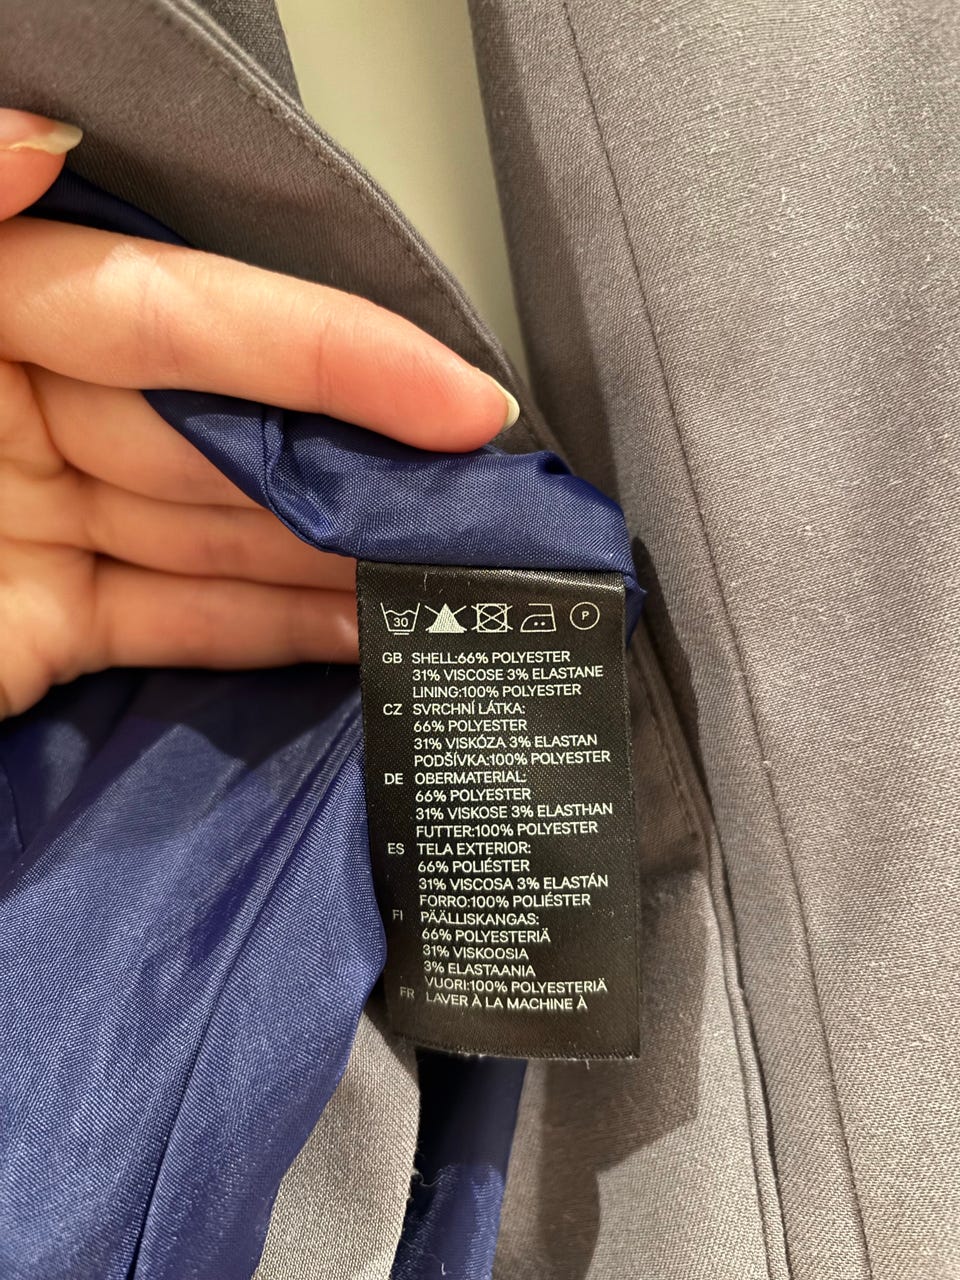 30 P
GB SHELL:66% POLYESTER
31% VISCOSE 3% ELASTANE
LINING:100% POLYESTER
CZ SVRCHNÍ LÁTKA:
66% POLYESTER
31% VISKÓZA 3% ELASTAN
PODŠÍVKA:100% POLYESTER
DE OBERMATERIAL:
66% POLYESTER
31% VISKOSE 3% ELASTHAN
FUTTER:100% POLYESTER
ES TELA EXTERIOR:
66% POLIÉSTER
31% VISCOSA 3% ELASTÁN
FORRO:100% POLIÉSTER
FI PÄÄLLISKANGAS:
66% POLYESTERIÄ
31% VISKOOSIA
3% ELASTAANIA
VUORI:100% POLYESTERIÄ
FR LAVER À LA MACHINE À